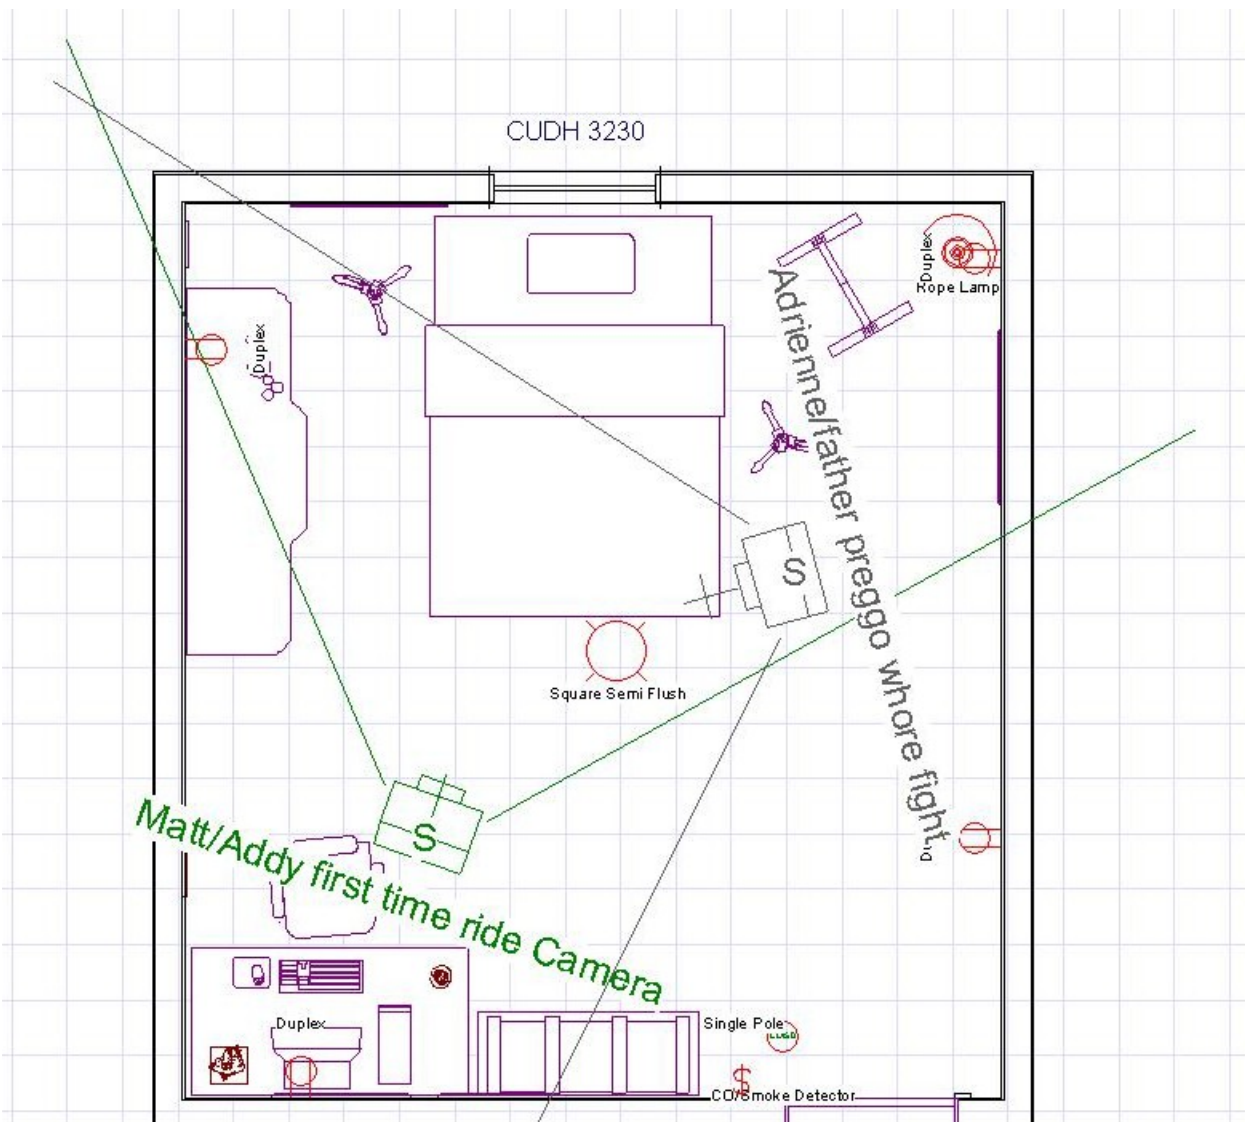 CUDH 3230
Duplex
Rope Lamp
Duplex
Adrienne/father preggo whore fight
S
Square Semi Flush
S
Matt/Addy first time ride Camera
Duplex
Single Pole
$
CO/Smoke Detector